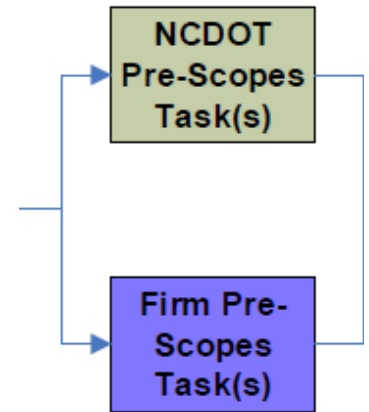 NCDOT
Pre-Scopes
Task(s)
Firm Pre-
Scopes
Task(s)